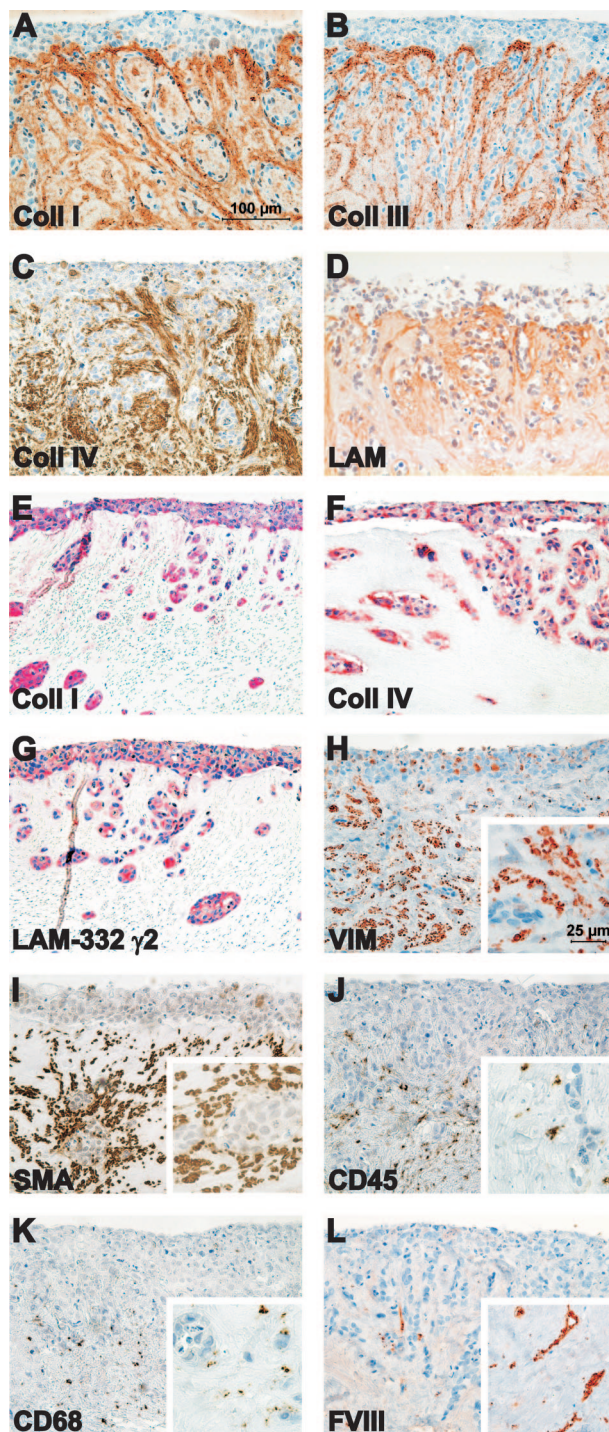 A
Coll I
100 µm
B
Coll III
C
Coll IV
D
LAM
E
Coll I
F
Coll IV
G
LAM-332 γ2
H
VIM
25 µm
I
SMA
J
CD45
K
CD68
L
FVIII